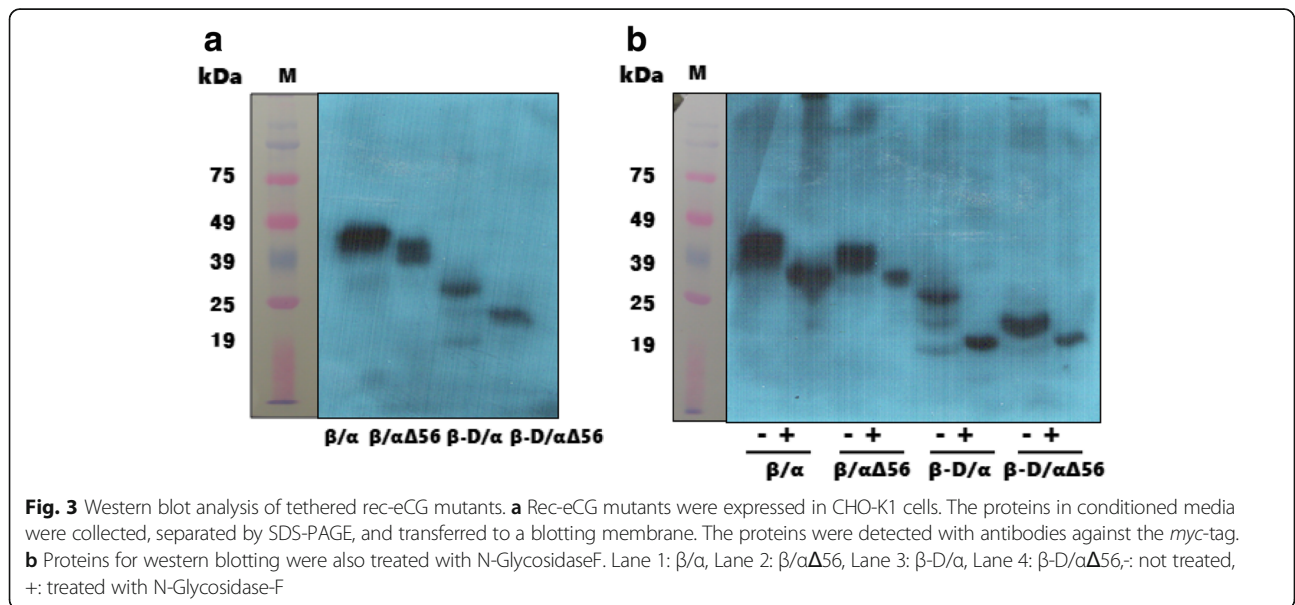 a
kDa M
75
49
39
25
19
β/α β/αΔ56 β-D/α β-D/αΔ56
b
kDa M
75
49
39
25
19
- + - + - + - +
β/α β/αΔ56 β-D/α β-D/αΔ56
Fig. 3 Western blot analysis of tethered rec-eCG mutants. a Rec-eCG mutants were expressed in CHO-K1 cells. The proteins in conditioned media
were collected, separated by SDS-PAGE, and transferred to a blotting membrane. The proteins were detected with antibodies against the myc-tag.
b Proteins for western blotting were also treated with N-GlycosidaseF. Lane 1: β/α, Lane 2: β/αΔ56, Lane 3: β-D/α, Lane 4: β-D/αΔ56,-: not treated,
+: treated with N-Glycosidase-F